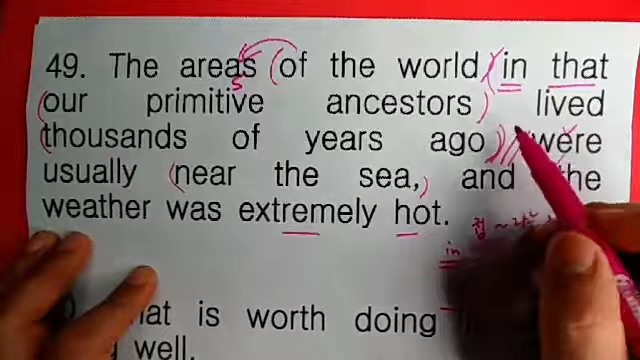 49. The areas of the world in that
our primitive ancestors lived
thousands of years ago were
usually near the sea, and the
weather was extremely hot.
s
in
is worth doing
well.